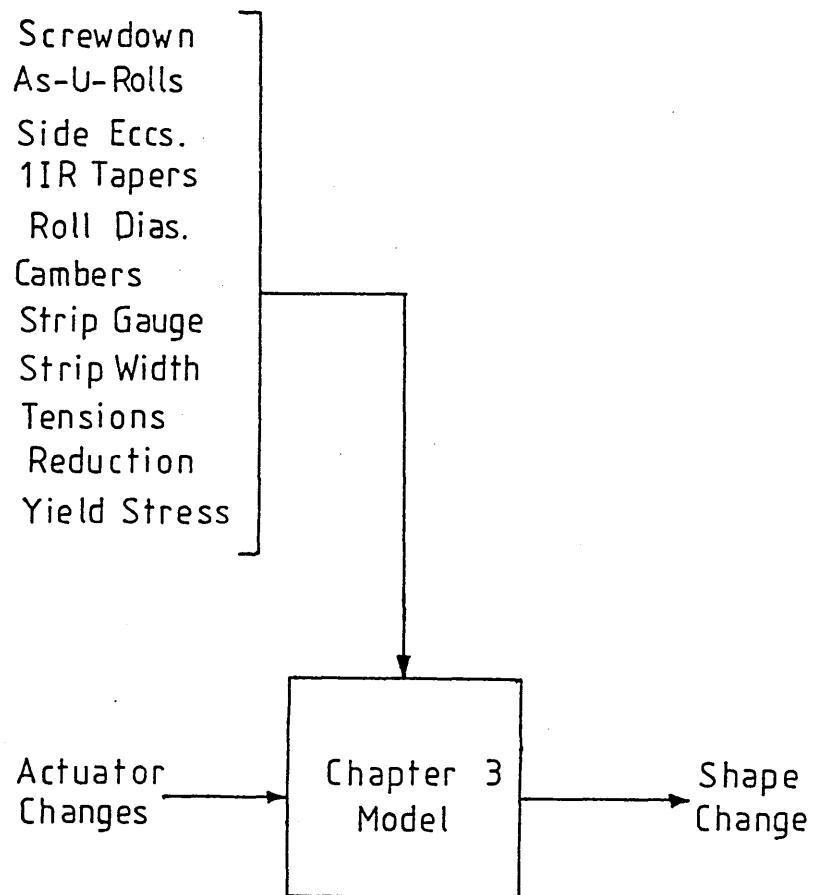 Screwdown
As-U-Rolls
Side Eccs.
1IR Tapers
Roll Dias.
Cambers
Strip Gauge
Strip Width
Tensions
Reduction
Yield Stress
Actuator
Changes
Chapter 3
Model
Shape
Change